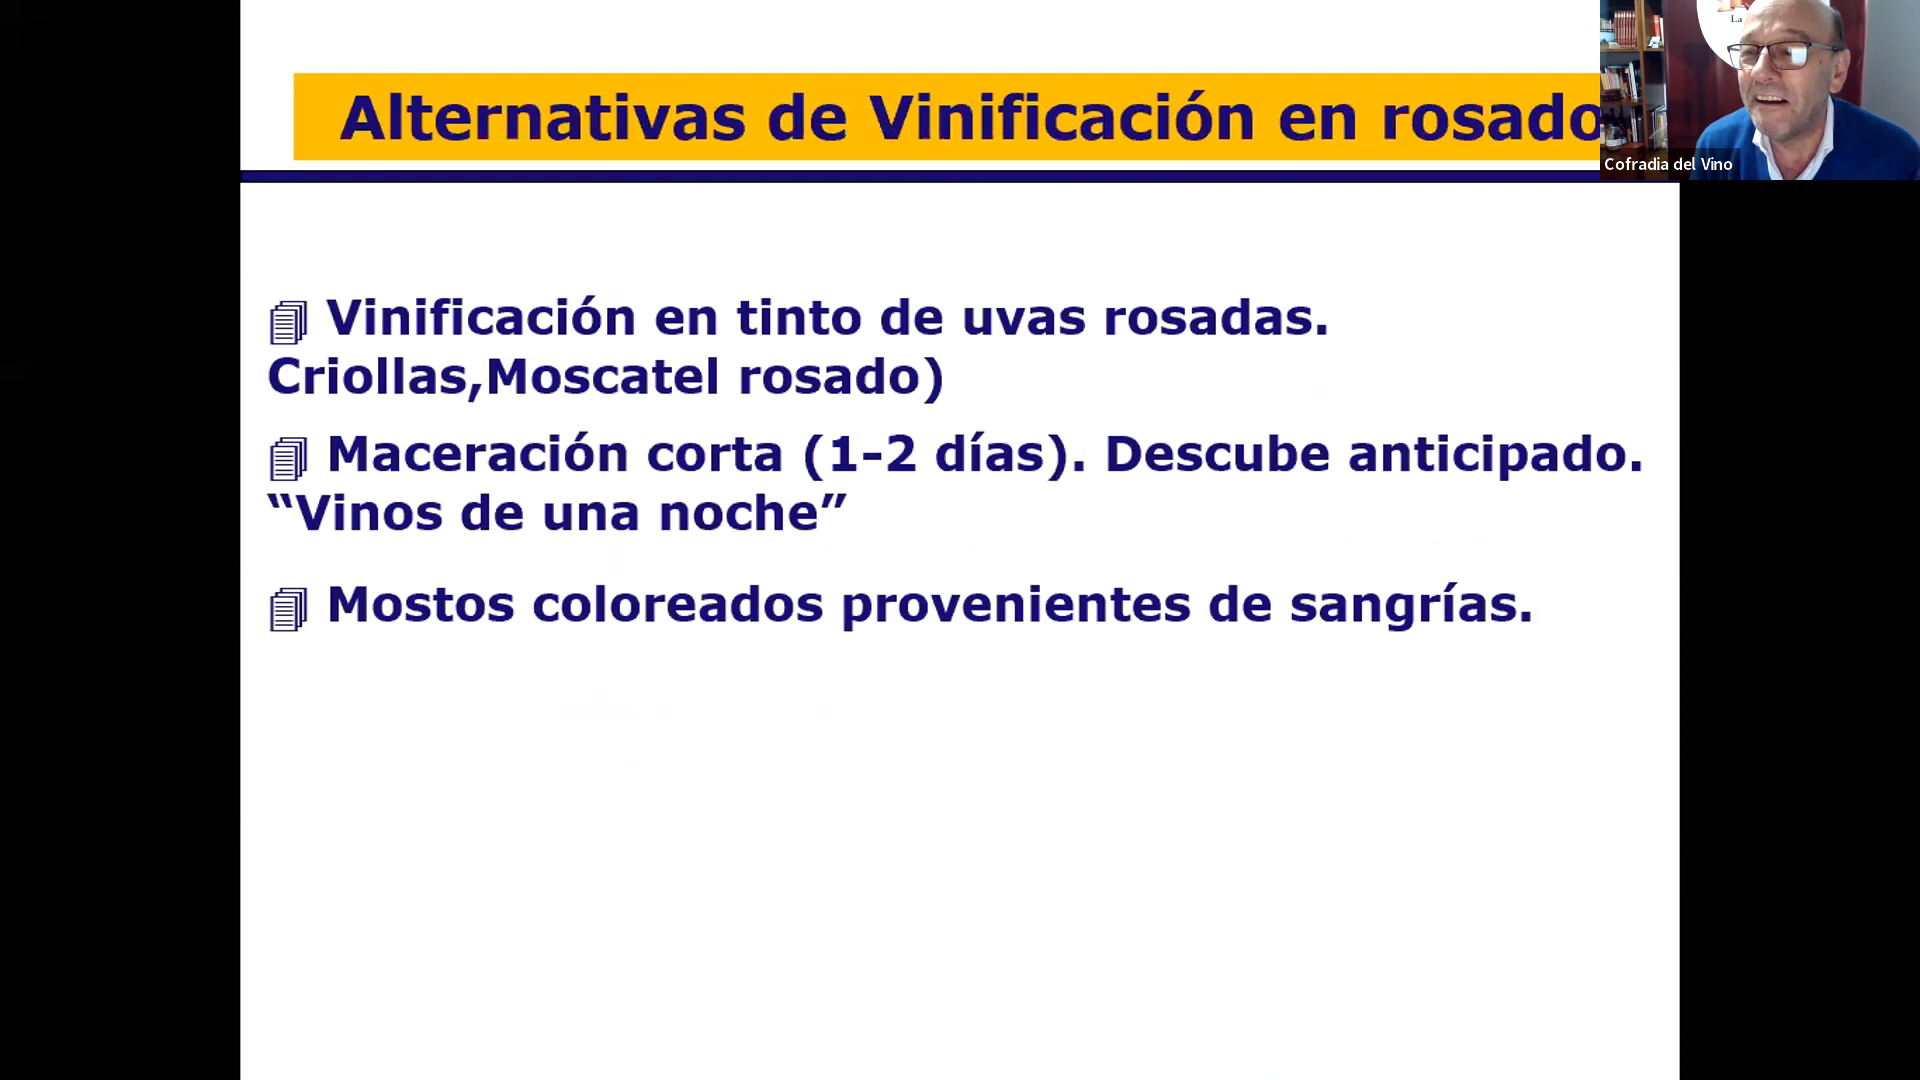 Alternativas de Vinificación en rosado
La
Cofradia del Vino
Vinificación en tinto de uvas rosadas.
Criollas,Moscatel rosado)
Maceración corta (1-2 días). Descube anticipado.
“Vinos de una noche”
Mostos coloreados provenientes de sangrías.